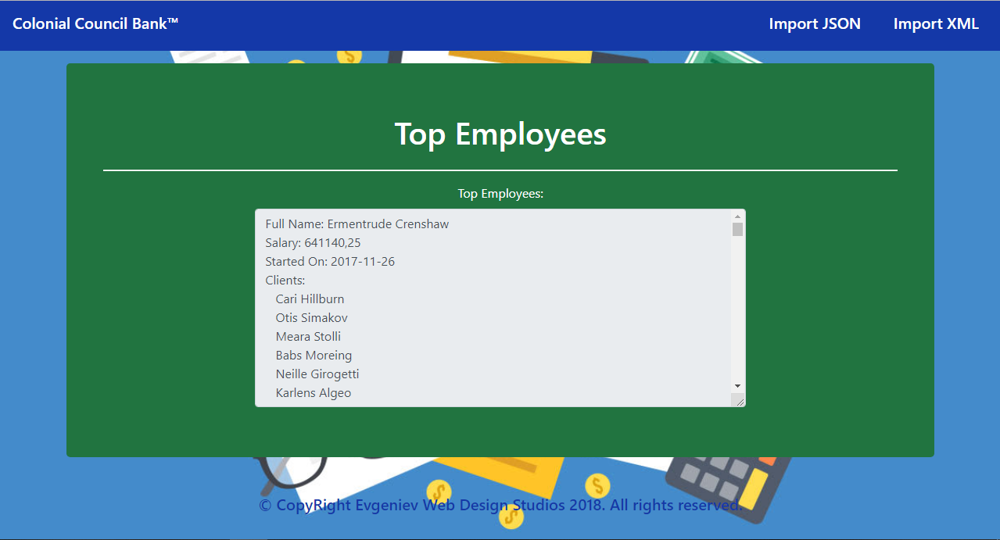 Colonial Council Bank™ Import JSON Import XML
Top Employees
Top Employees:
Full Name: Ermentrude Crenshaw
Salary: 641140,25
Started On: 2017-11-26
Clients:
Cari Hillburn
Otis Simakov
Meara Stolli
Babs Moreing
Neille Girogetti
Karlens Algeo
© CopyRight Evgeniev Web Design Studios 2018. All rights reserved.